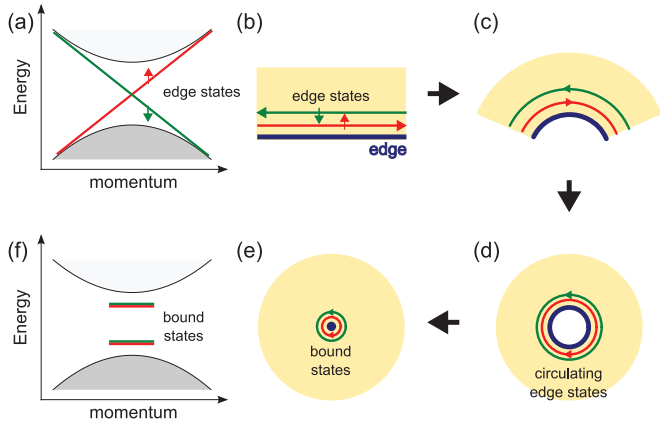 (a)
Energy
edge states
momentum
(b)
edge states
edge
(c)
(f)
Energy
bound
states
momentum
(e)
bound
states
(d)
circulating
edge states